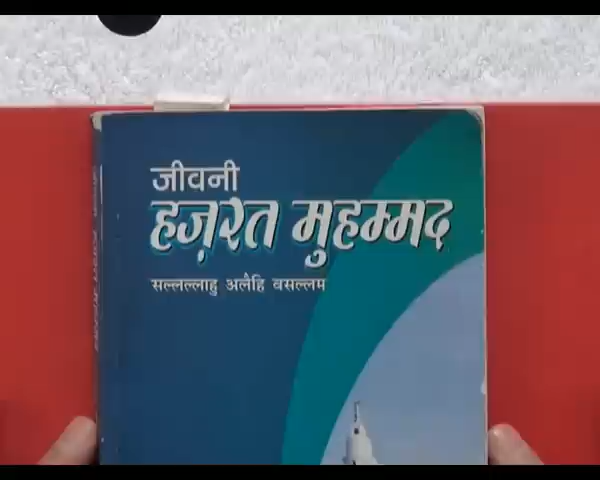 जीवनी
हज़रत मुहम्मद
सल्लल्लाहु अलैहि वसल्लम